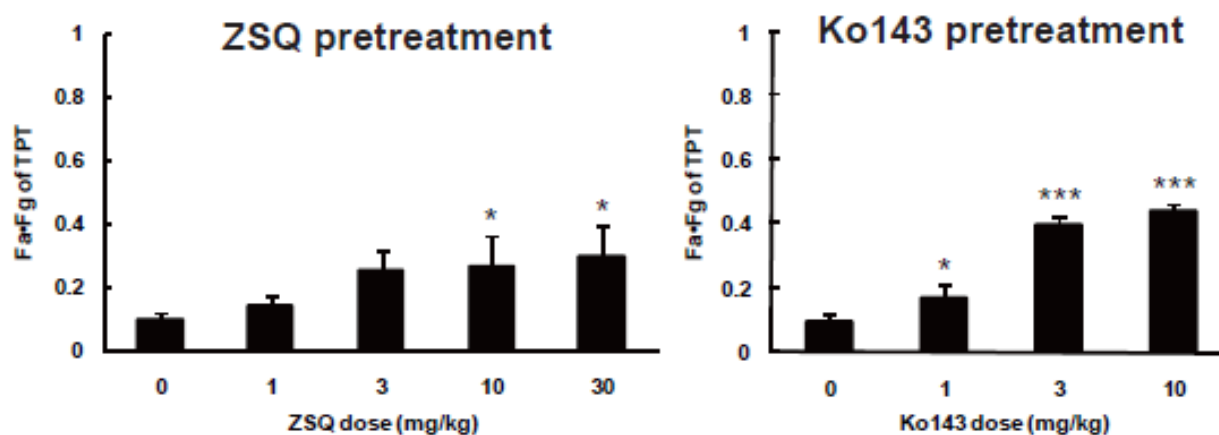 ZSQ pretreatment
1
0.8
0.6
0.4
0.2
0
Fa•Fg of TPT
*
*
0 1 3 10 30
ZSQ dose (mg/kg)
Ko143 pretreatment
1
0.8
0.6
0.4
0.2
0
Fa•Fg of TPT
*
***
***
0 1 3 10
Ko143 dose (mg/kg)